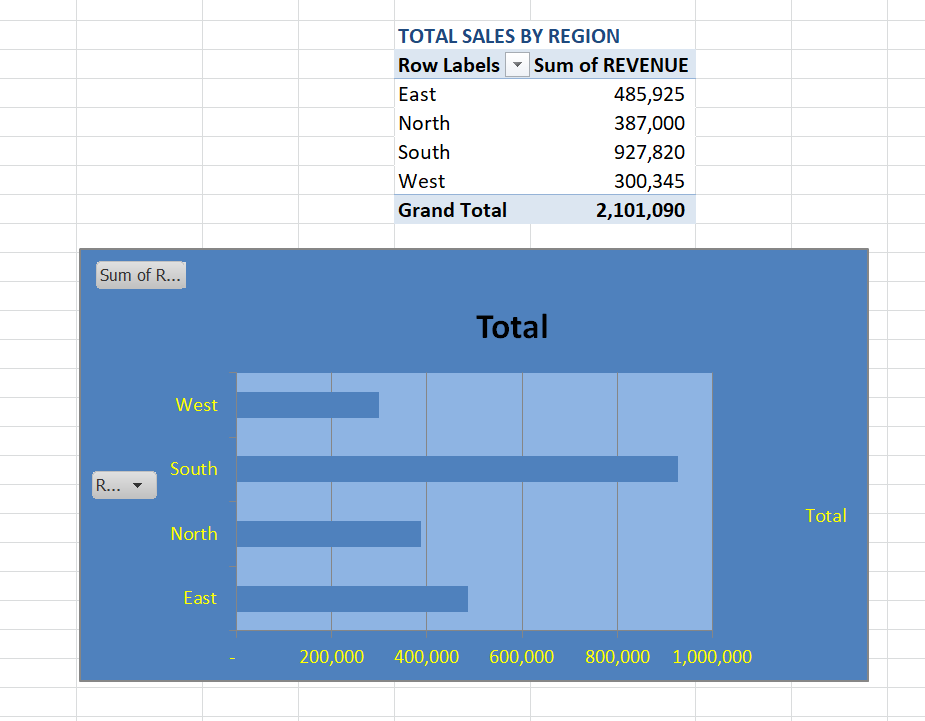 TOTAL SALES BY REGION
Row Labels Sum of REVENUE
East 485,925
North 387,000
South 927,820
West 300,345
Grand Total 2,101,090
Sum of R...
Total
West
South
R...
North
Total
East
- 200,000 400,000 600,000 800,000 1,000,000